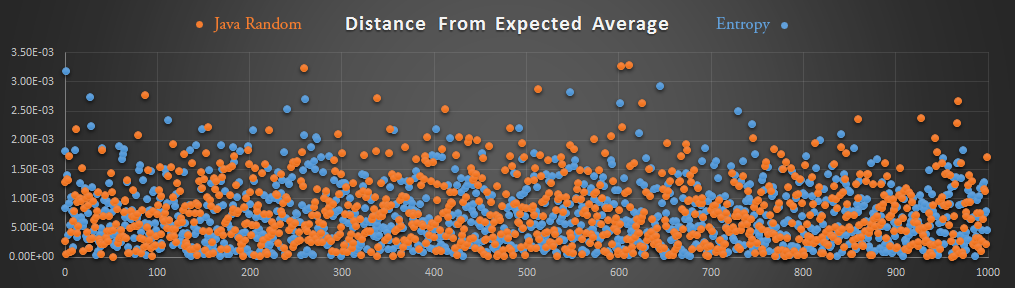 Java Random Distance From Expected Average Entropy
3.50E-03
3.00E-03
2.50E-03
2.00E-03
1.50E-03
1.00E-03
5.00E-04
0.00E+00
0 100 200 300 400 500 600 700 800 900 1000